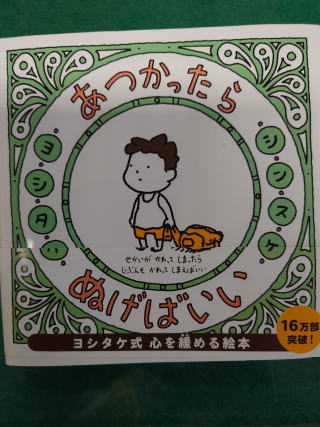 あつかったら
ヨシタケ
シンスケ
せかいが かわって しまったら
じぶんも かわって しまえばいい
ぬげばいい
ヨシタケ式 心を緩める絵本
16万部
突破！